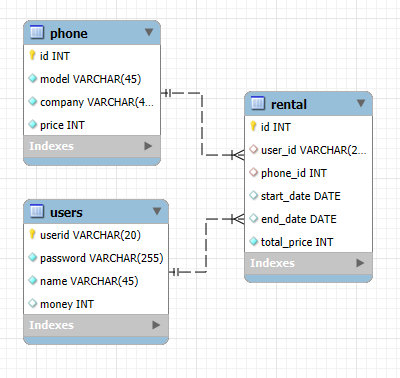 phone
id INT
model VARCHAR(45)
company VARCHAR(4...
price INT
Indexes
rental
id INT
user_id VARCHAR(2...
phone_id INT
start_date DATE
end_date DATE
total_price INT
Indexes
users
userid VARCHAR(20)
password VARCHAR(255)
name VARCHAR(45)
money INT
Indexes